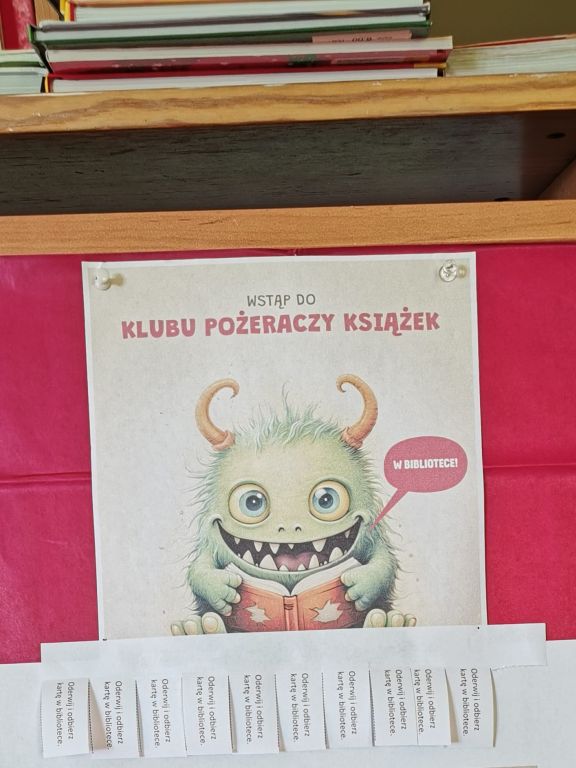 WSTĄP DO
KLUBU POŻERACZY KSIĄŻEK
W BIBLIOTECE!
Oderwij i odbierz
kartę w bibliotece.
Oderwij i odbierz
kartę w bibliotece.
Oderwij i odbierz
kartę w bibliotece.
Oderwij i odbierz
kartę w bibliotece.
Oderwij i odbierz
kartę w bibliotece.
Oderwij i odbierz
kartę w bibliotece.
Oderwij i odbierz
kartę w bibliotece.
Oderwij i odbierz
kartę w bibliotece.
Oderwij i odbierz
kartę w bibliotece.
Oderwij i odbierz
kartę w bibliotece.